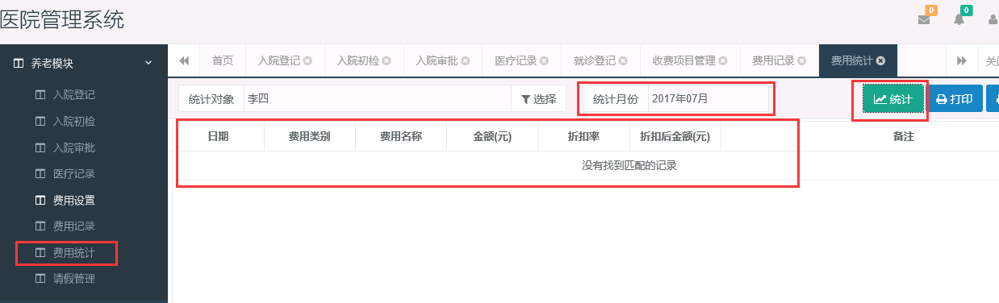 医院管理系统
0
0
养老模块
入院登记
入院初检
入院审批
医疗记录
费用设置
费用记录
费用统计
请假管理
首页 入院登记 入院初检 入院审批 医疗记录 就诊登记 收费项目管理 费用记录 费用统计
统计对象 李四 选择 统计月份 2017年07月 统计 打印
日期 费用类别 费用名称 金额(元) 折扣率 折扣后金额(元) 备注
没有找到匹配的记录